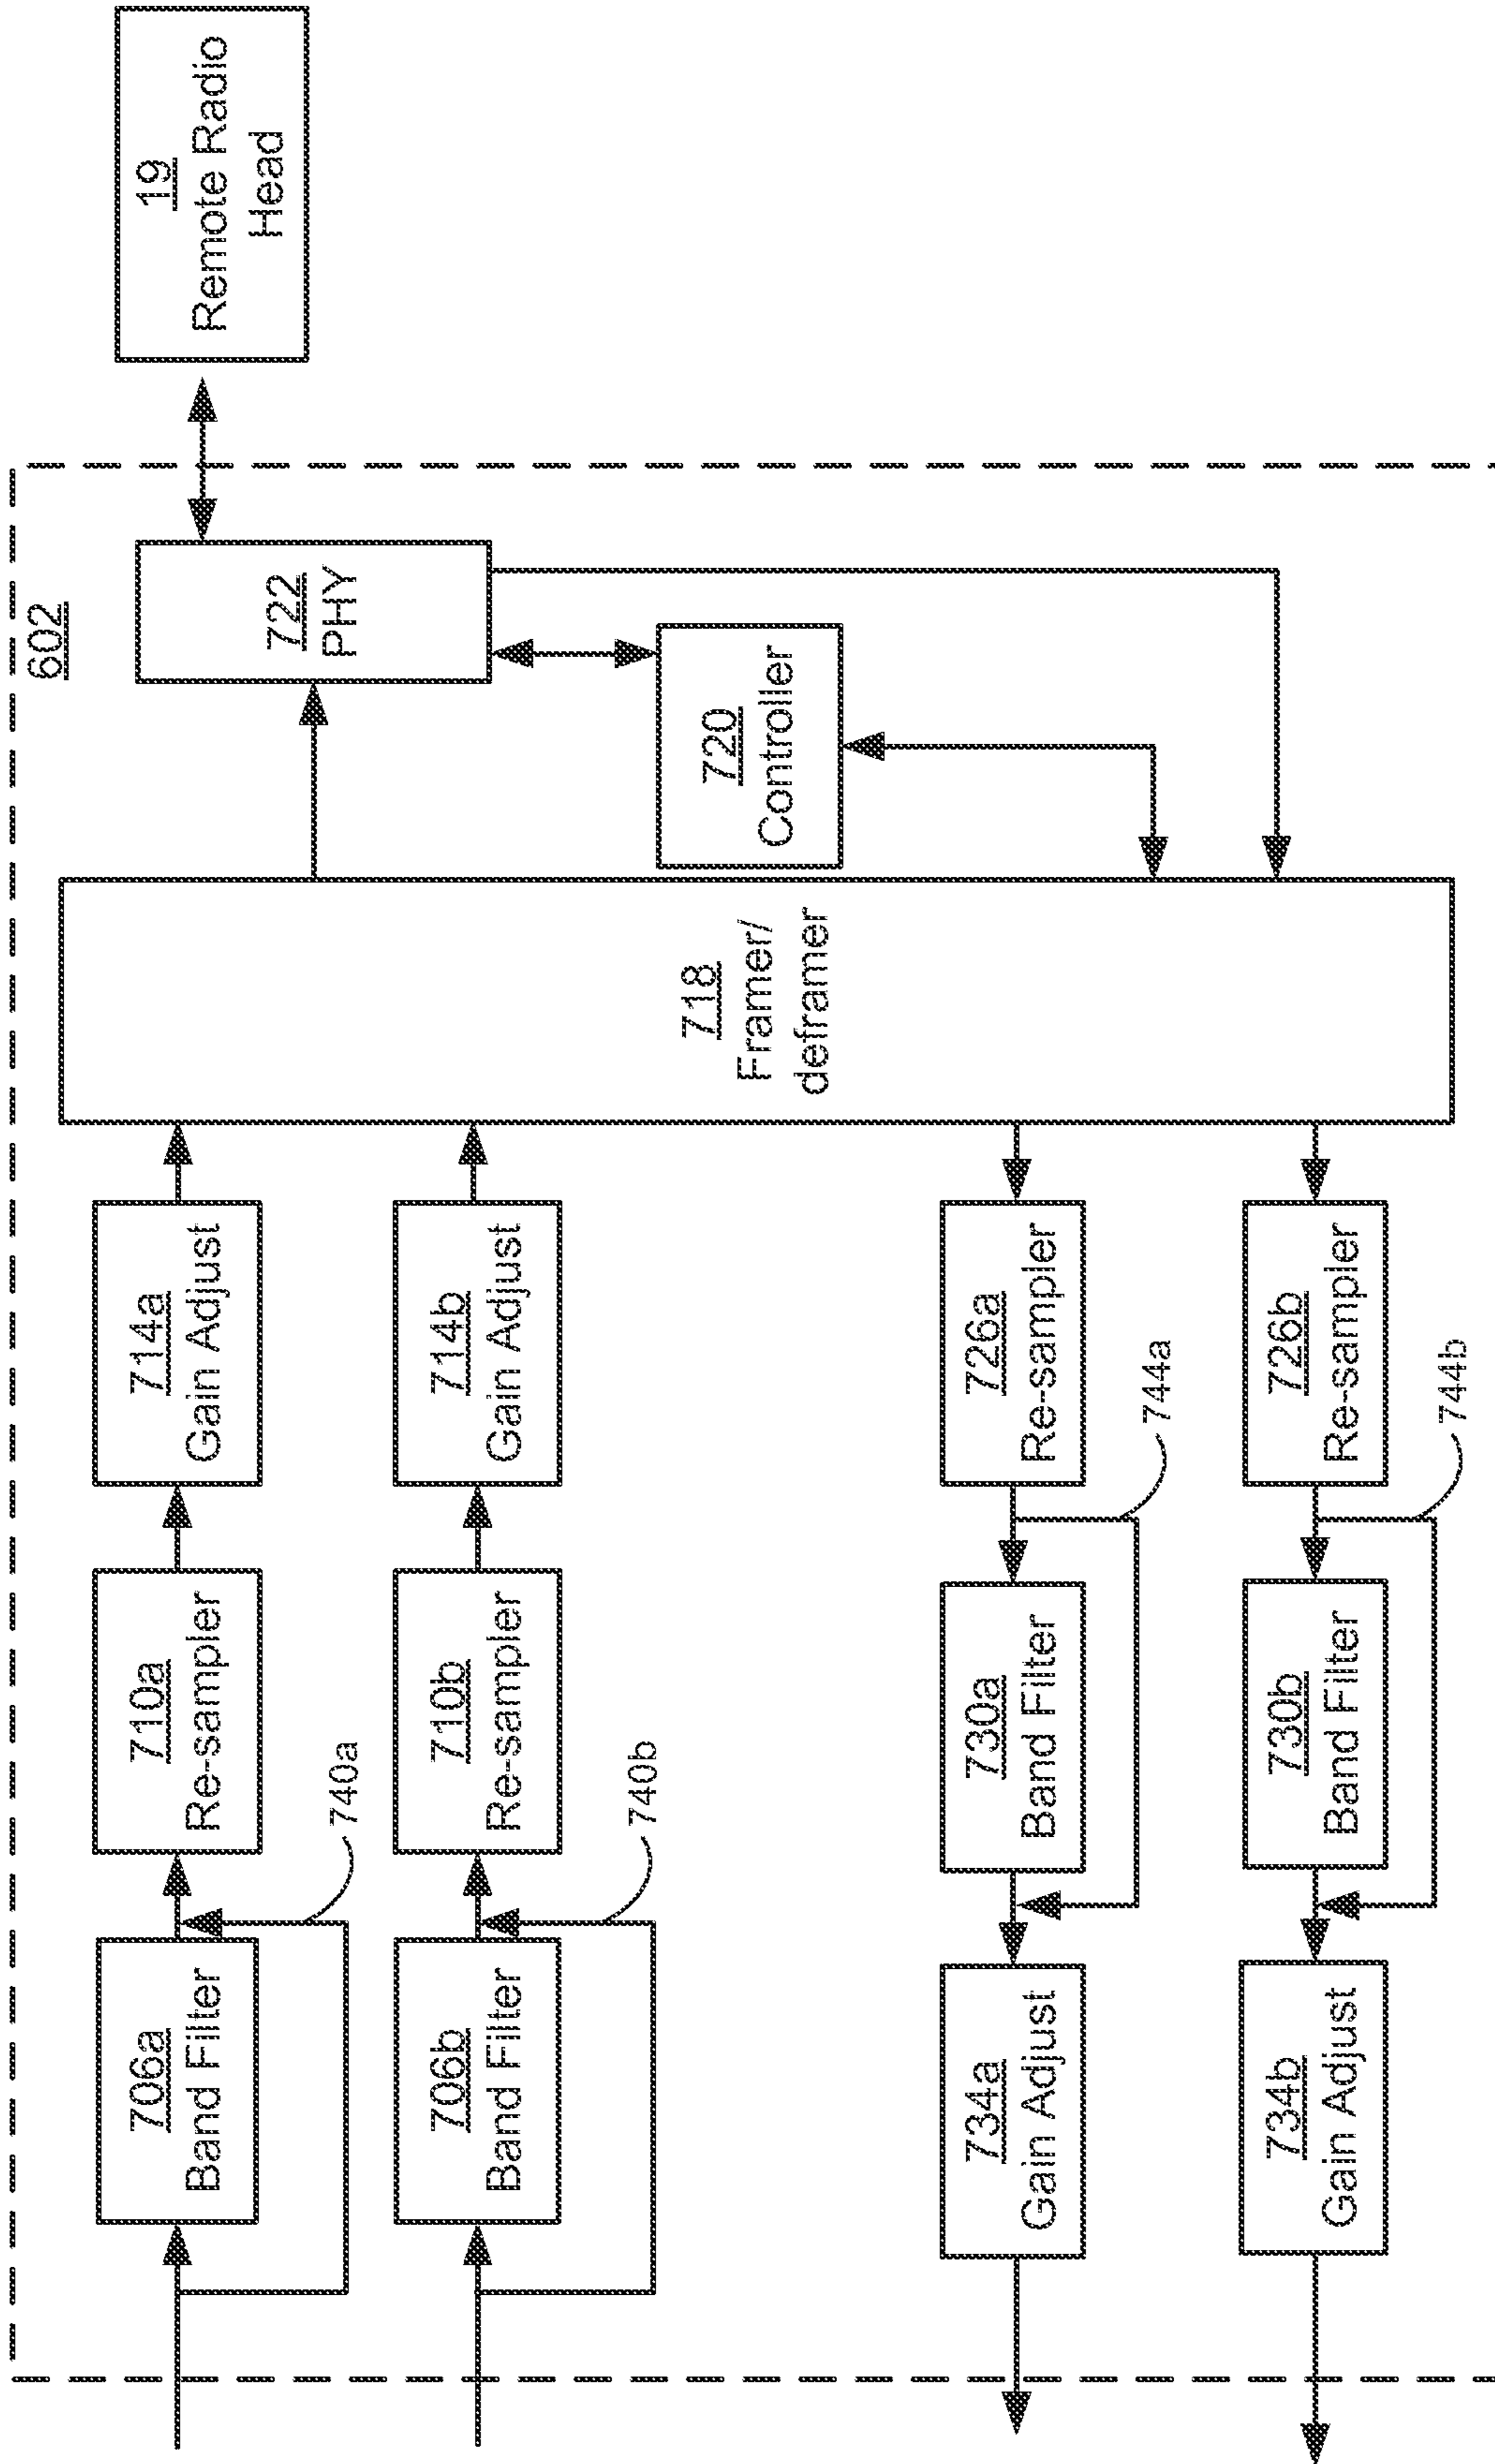 602
706a
Band Filter
710a
Re-sampler
714a
Gain Adjust
740a
706b
Band Filter
710b
Re-sampler
714b
Gain Adjust
740b
718
Framer/
deframer
722
PHY
720
Controller
19
Remote Radio
Head
734a
Gain Adjust
730a
Band Filter
726a
Re-sampler
744a
734b
Gain Adjust
730b
Band Filter
726b
Re-sampler
744b